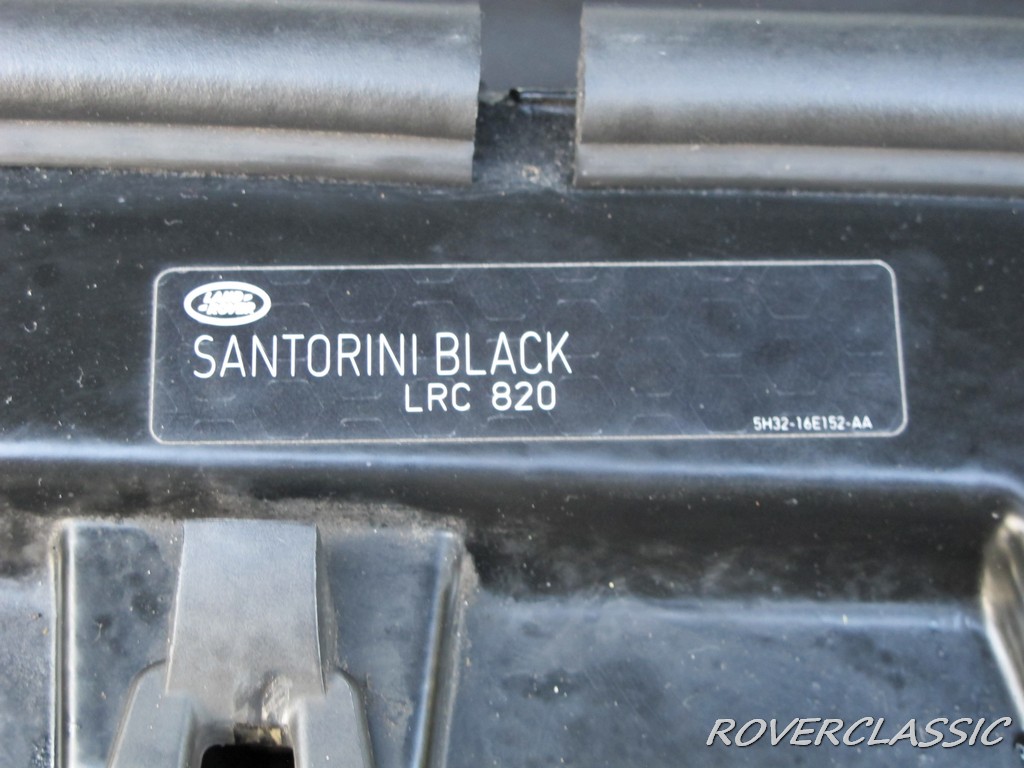 LAND
ROVER
SANTORINI BLACK
LRC 820
5H32-16E152-AA
ROVERCLASSIC